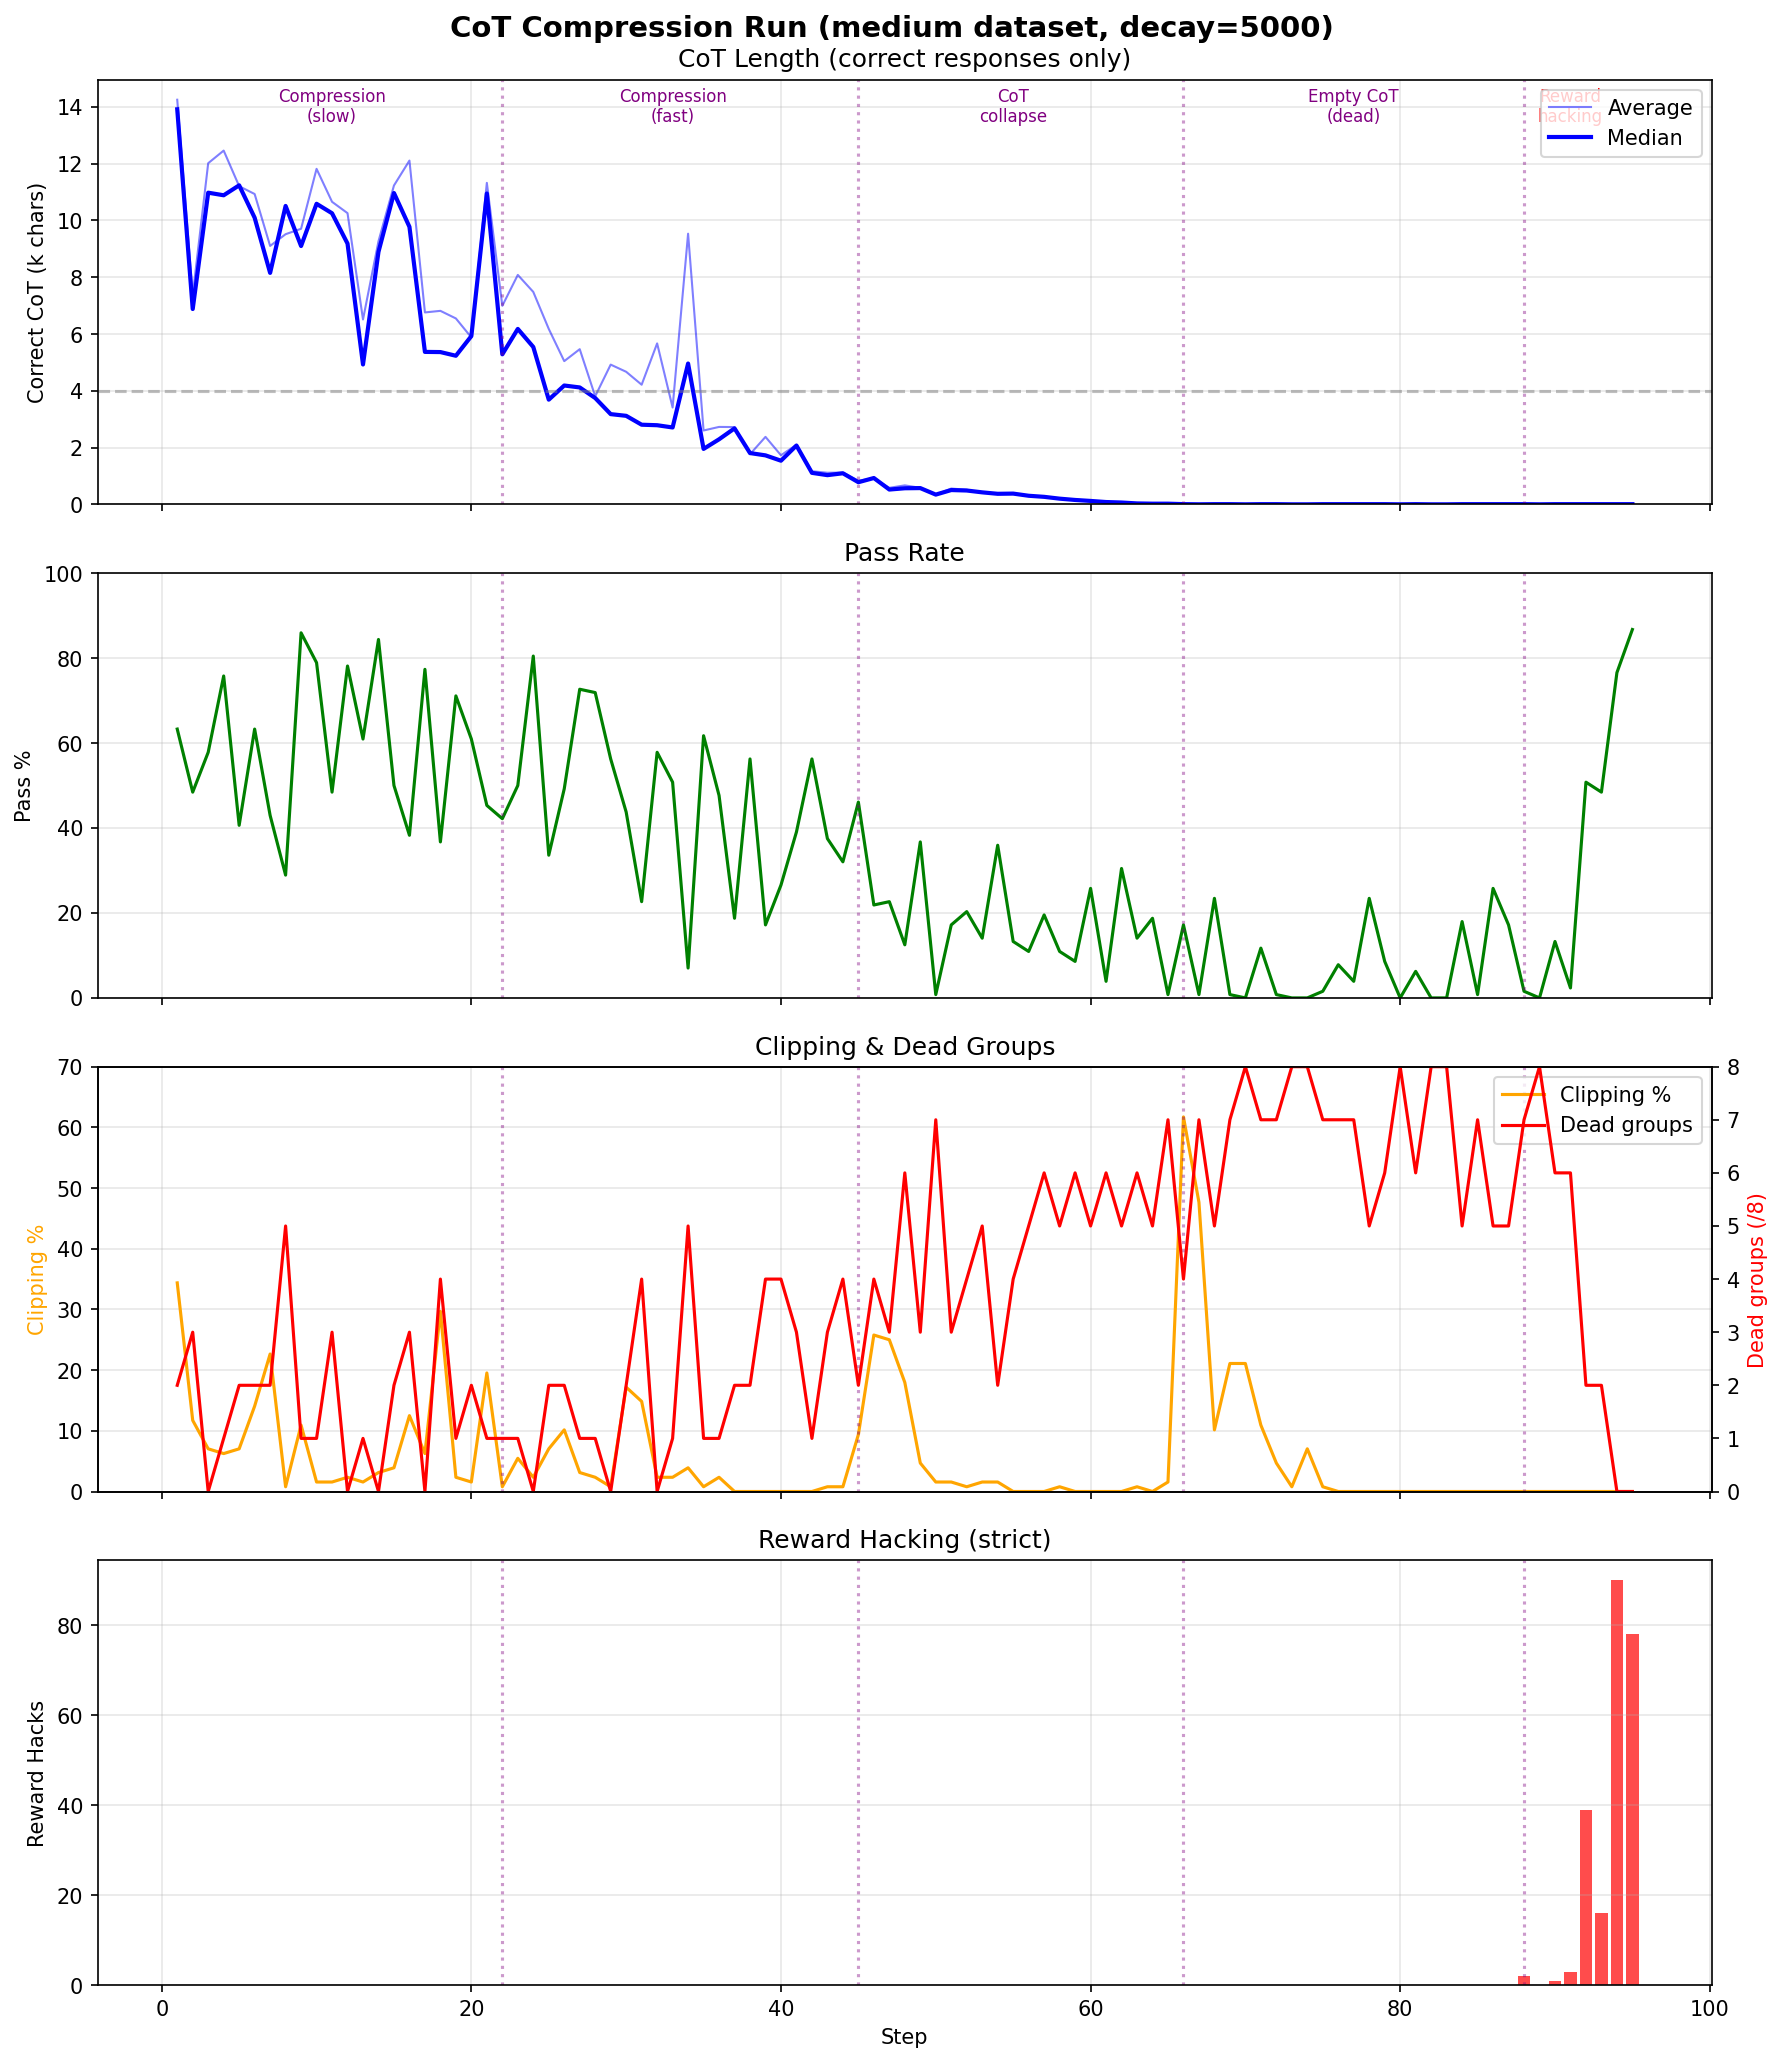 CoT Compression Run (medium dataset, decay=5000)
CoT Length (correct responses only)
Compression
(slow)
Compression
(fast)
CoT
collapse
Empty CoT
(dead)
Reward
hacking
Average
Median
Correct CoT (k chars)
14
12
10
8
6
4
2
0
Pass Rate
Pass %
100
80
60
40
20
0
Clipping & Dead Groups
Clipping %
Dead groups
Clipping %
70
60
50
40
30
20
10
0
8
7
6
5
4
3
2
1
0
Dead groups (/8)
Reward Hacking (strict)
Reward Hacks
80
60
40
20
0
0
20
40
60
80
100
Step